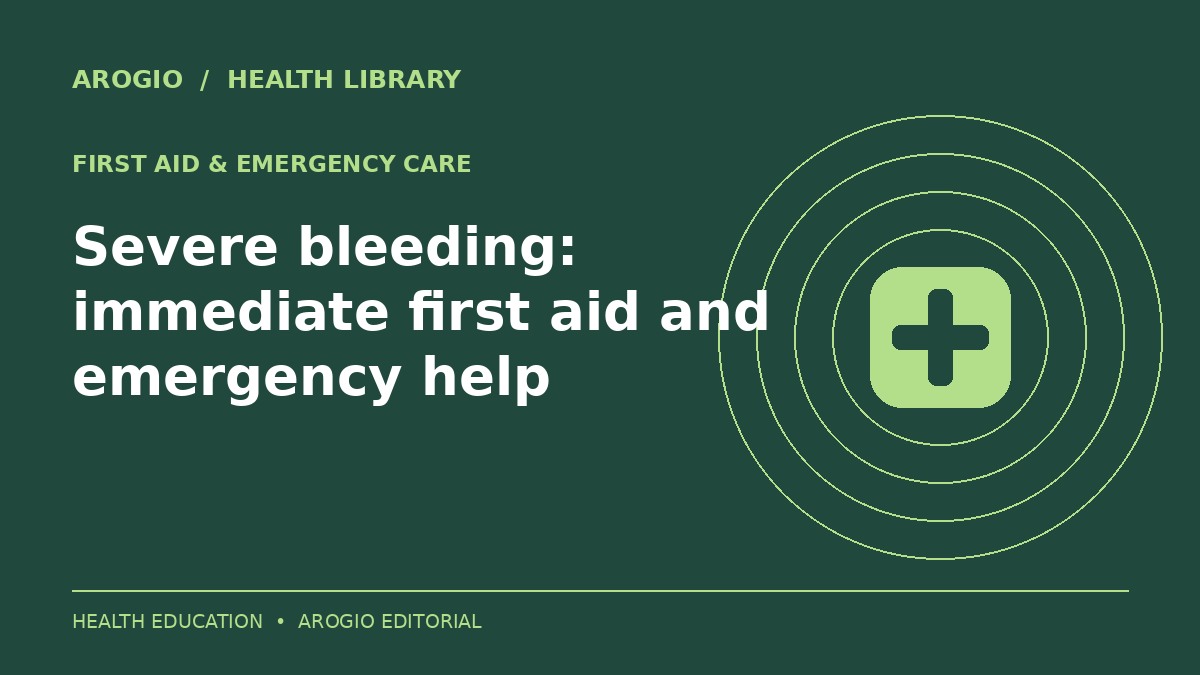 AROGIO / HEALTH LIBRARY
FIRST AID & EMERGENCY CARE
Severe bleeding:
immediate first aid and
emergency help
HEALTH EDUCATION • AROGIO EDITORIAL